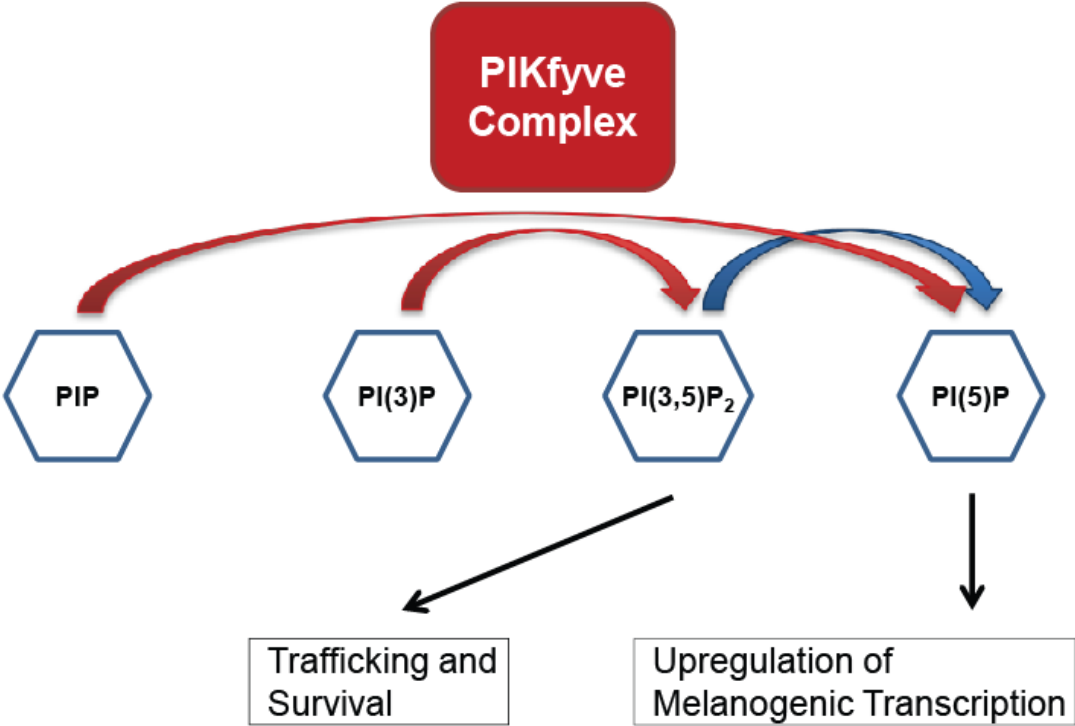 PIKfyve
Complex
PIP
PI(3)P
PI(3,5)P₂
PI(5)P
Trafficking and
Survival
Upregulation of
Melanogenic Transcription